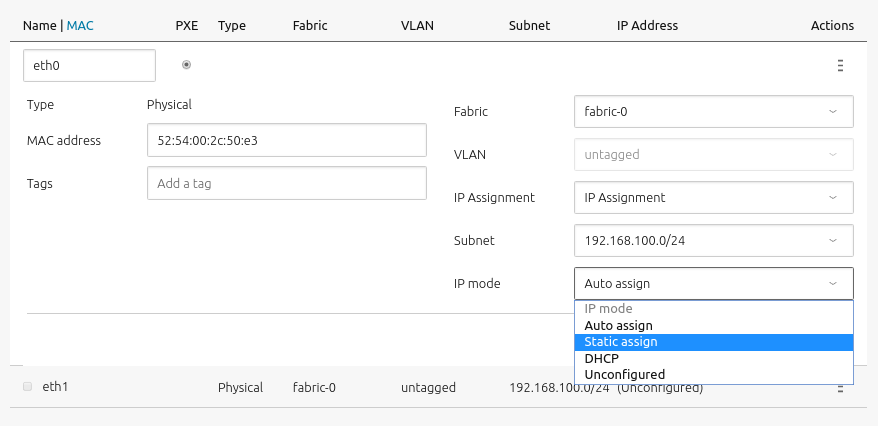 Name | MAC PXE Type Fabric VLAN Subnet IP Address Actions
eth0
Type Physical
MAC address 52:54:00:2c:50:e3
Tags Add a tag
Fabric fabric-0
VLAN untagged
IP Assignment IP Assignment
Subnet 192.168.100.0/24
IP mode Auto assign
IP mode
Auto assign
Static assign
DHCP
Unconfigured
eth1 Physical fabric-0 untagged 192.168.100.0/24 (Unconfigured)